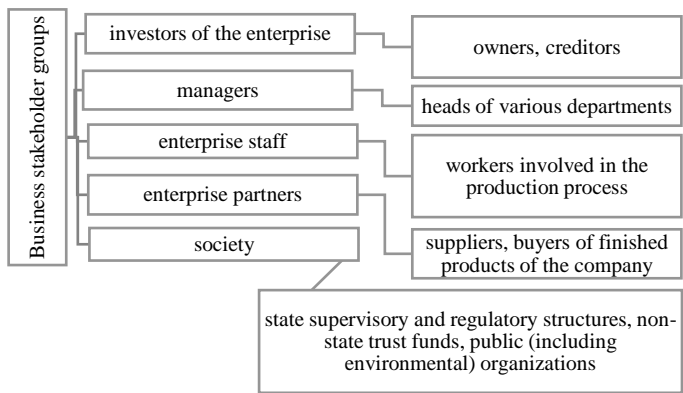 Business stakeholder groups
investors of the enterprise
owners, creditors
managers
heads of various departments
enterprise staff
workers involved in the
production process
enterprise partners
suppliers, buyers of finished
products of the company
society
state supervisory and regulatory structures, non-
state trust funds, public (including
environmental) organizations